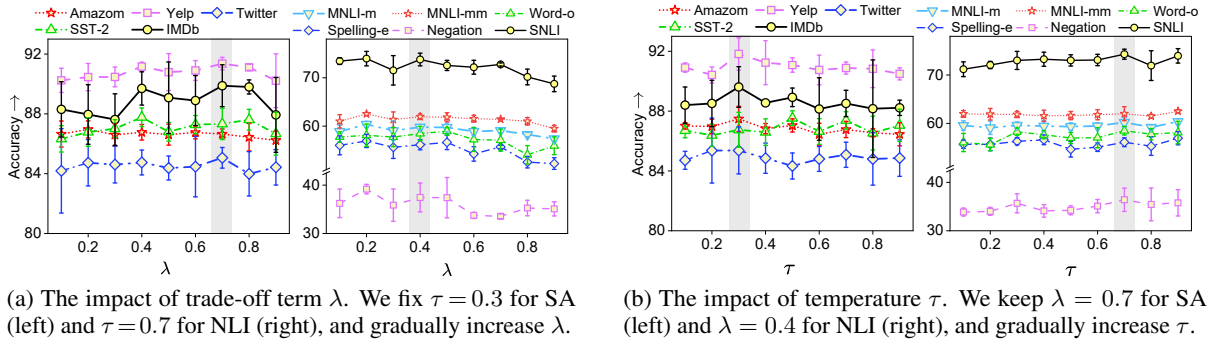 Amazom Yelp Twitter
SST-2 IMDb
Accuracy →
92
88
84
80
0.2 0.4 0.6 0.8
λ
MNLI-m MNLI-mm Word-o
Spelling-e Negation SNLI
70
60
40
30
0.2 0.4 0.6 0.8
λ
Amazom Yelp Twitter
SST-2 IMDb
Accuracy →
92
88
84
80
0.2 0.4 0.6 0.8
τ
MNLI-m MNLI-mm Word-o
Spelling-e Negation SNLI
70
60
40
30
0.2 0.4 0.6 0.8
τ
(a) The impact of trade-off term λ. We fix τ = 0.3 for SA
(left) and τ = 0.7 for NLI (right), and gradually increase λ.
(b) The impact of temperature τ. We keep λ = 0.7 for SA
(left) and λ = 0.4 for NLI (right), and gradually increase τ.